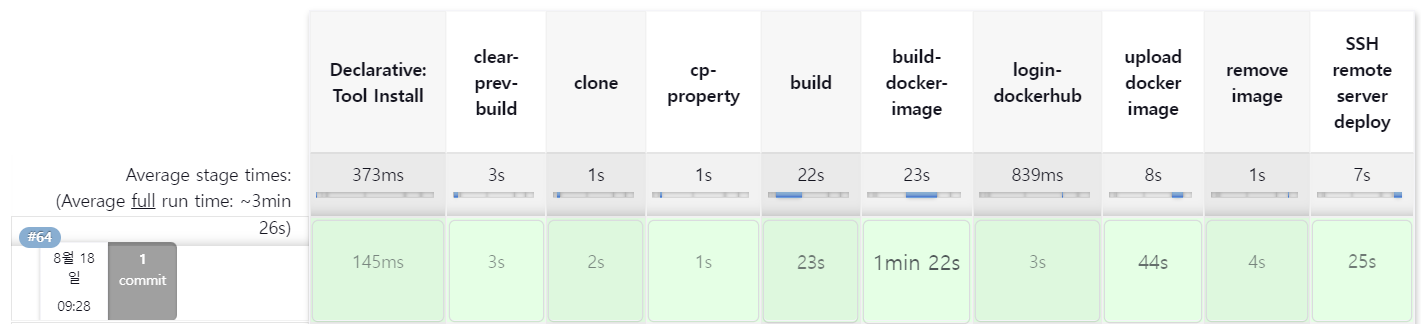 Declarative: Tool Install
clear-prev-build
clone
cp-property
build
build-docker-image
login-dockerhub
upload docker image
remove image
SSH remote server deploy
Average stage times:
(Average full run time: ~3min
26s)
373ms
3s
1s
1s
22s
23s
839ms
8s
1s
7s
#64
8월 18
일
09:28
1
commit
145ms
3s
2s
1s
23s
1min 22s
3s
44s
4s
25s